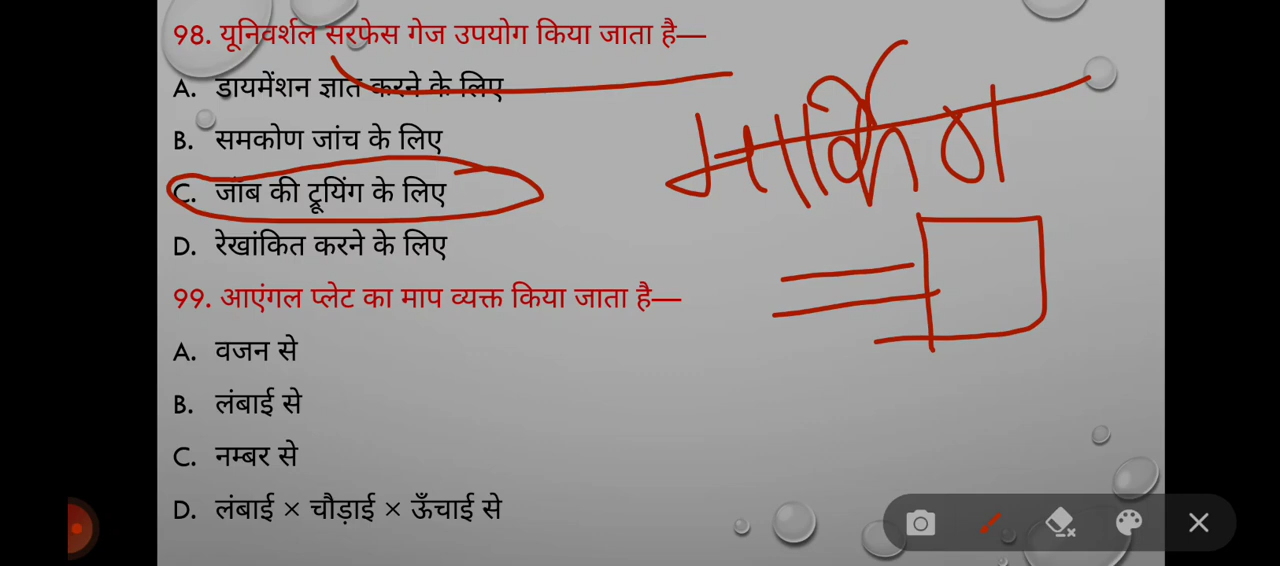 98. यूनिवर्शल सरफेस गेज उपयोग किया जाता है—
A. डायमेंशन ज्ञात करने के लिए
B. समकोण जांच के लिए
C. जॉब की ट्रूयिंग के लिए
D. रेखांकित करने के लिए
मार्किंग
99. आएंगल प्लेट का माप व्यक्त किया जाता है—
A. वजन से
B. लंबाई से
C. नम्बर से
D. लंबाई × चौड़ाई × ऊँचाई से